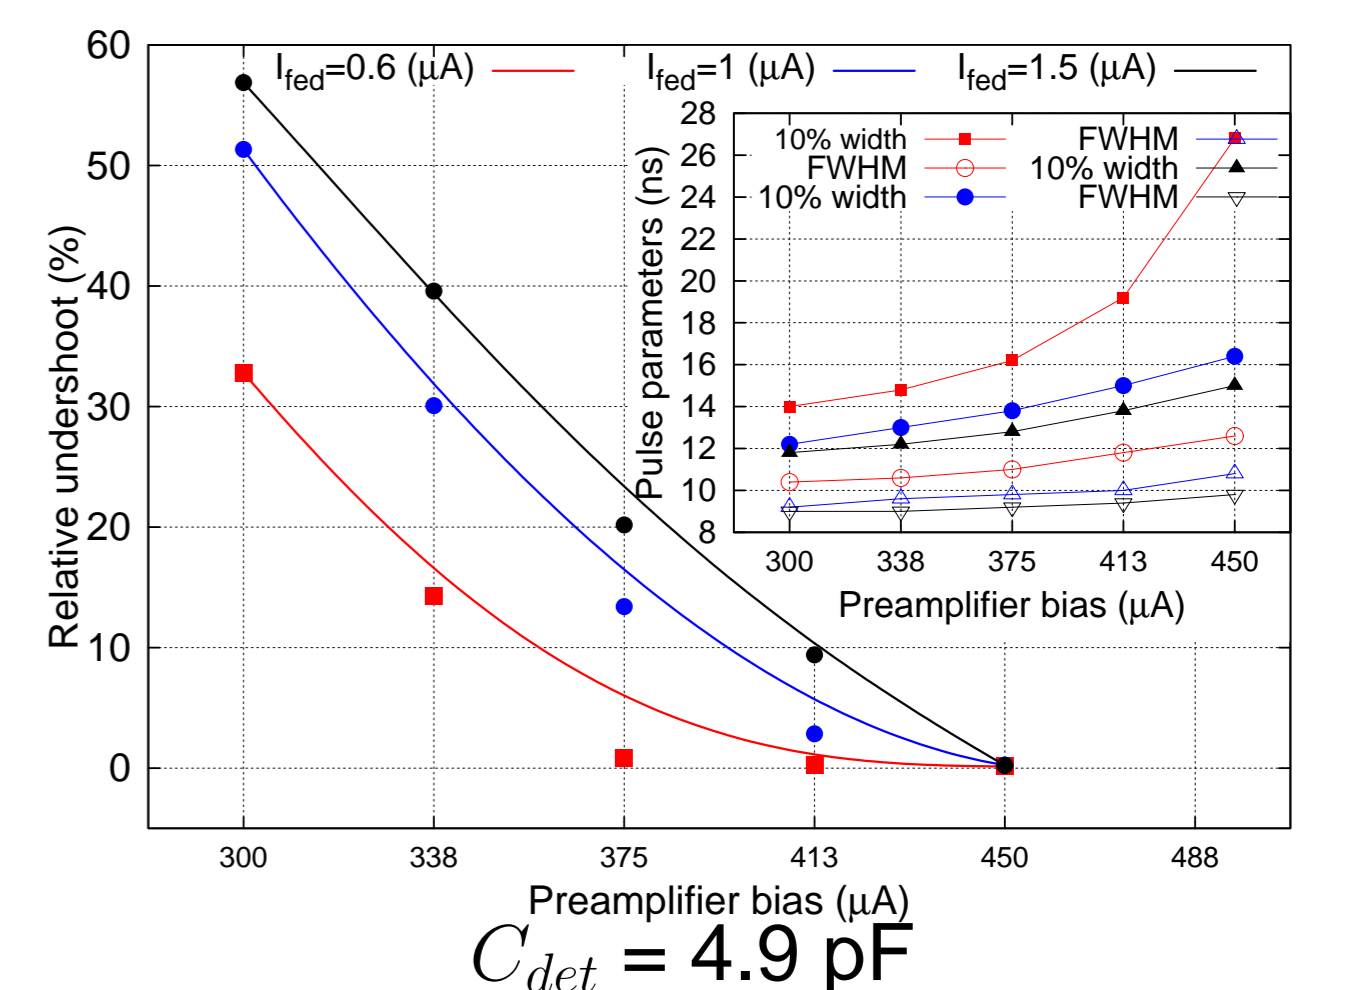 I_fed=0.6 (μA) I_fed=1 (μA) I_fed=1.5 (μA)
60
50
40
30
20
10
0
Relative undershoot (%)
300 338 375 413 450 488
Preamplifier bias (μA)
28
26
24
22
20
18
16
14
12
10
8
Pulse parameters (ns)
10% width FWHM
FWHM 10% width
10% width FWHM
300 338 375 413 450
Preamplifier bias (μA)
C_det = 4.9 pF